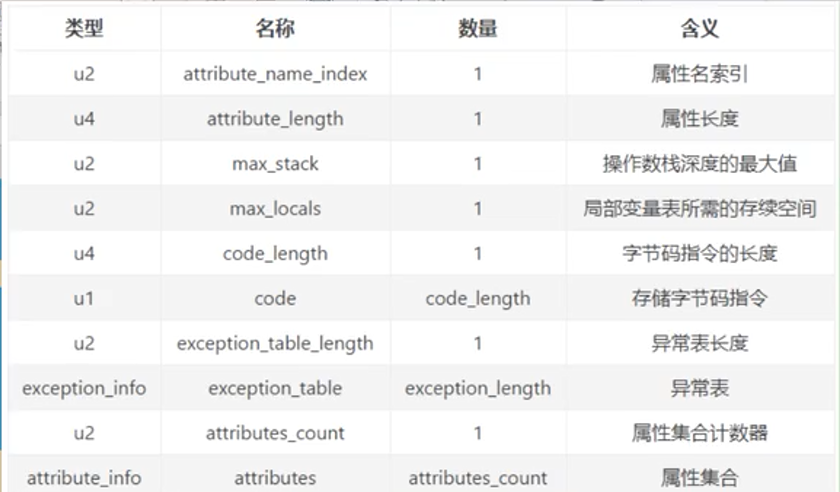 类型 名称 数量 含义
u2 attribute_name_index 1 属性名索引
u4 attribute_length 1 属性长度
u2 max_stack 1 操作数栈深度的最大值
u2 max_locals 1 局部变量表所需的存续空间
u4 code_length 1 字节码指令的长度
u1 code code_length 存储字节码指令
u2 exception_table_length 1 异常表长度
exception_info exception_table exception_length 异常表
u2 attributes_count 1 属性集合计数器
attribute_info attributes attributes_count 属性集合